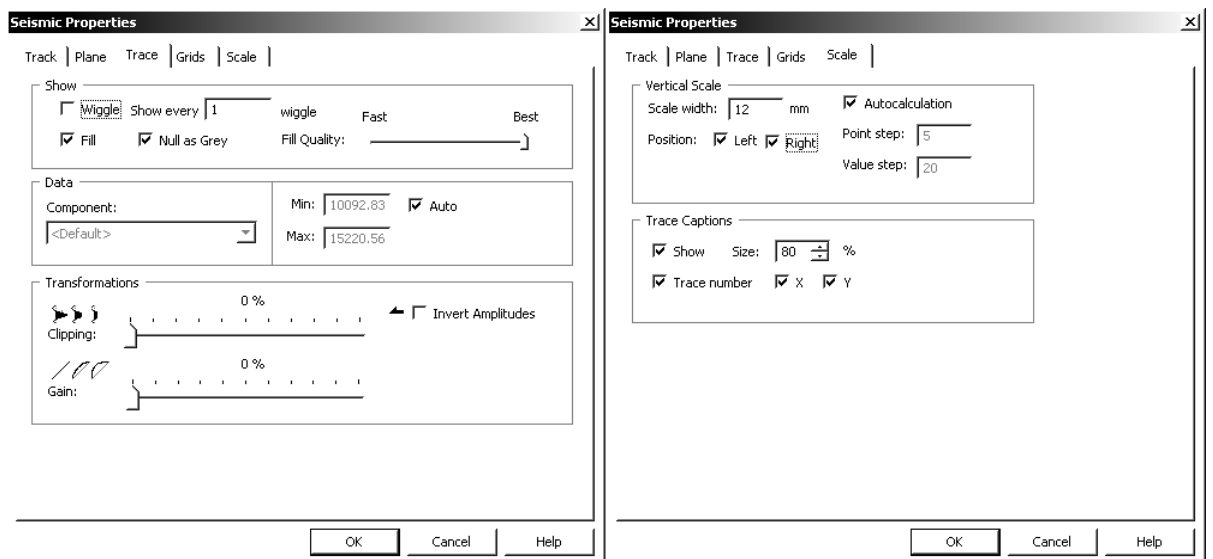 Seismic Properties
Track Plane Trace Grids Scale
Show
Wiggle Show every 1 wiggle Fast Best
Fill Null as Grey Fill Quality:
Data
Component: Min: 10092.83 Auto
<Default> Max: 15220.56
Transformations
0 %
Clipping: Invert Amplitudes
0 %
Gain:
OK Cancel Help
Seismic Properties
Track Plane Trace Grids Scale
Vertical Scale
Scale width: 12 mm Autocalculation
Position: Left Right Point step: 5
Value step: 20
Trace Captions
Show Size: 80 %
Trace number X Y
OK Cancel Help